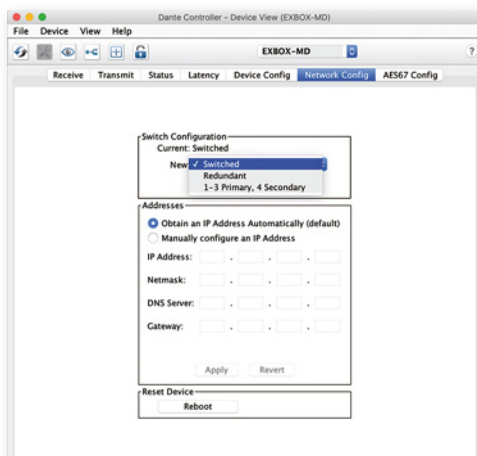 Dante Controller - Device View (EXBOX-MD)
File Device View Help
EXBOX-MD
?
Receive Transmit Status Latency Device Config Network Config AES67 Config
Switch Configuration
Current: Switched
New: ✓ Switched
Redundant
1-3 Primary, 4 Secondary
Addresses
Obtain an IP Address Automatically (default)
Manually configure an IP Address
IP Address: . . .
Netmask: . . .
DNS Server: . . .
Gateway: . . .
Apply Revert
Reset Device
Reboot